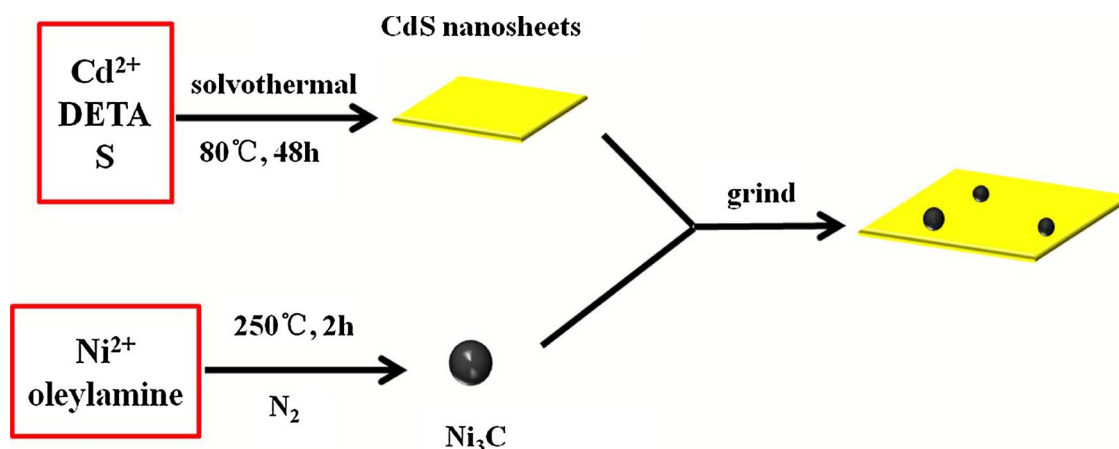 CdS nanosheets
Cd²⁺
DETA
S
solvothermal
80℃, 48h
grind
Ni²⁺
oleylamine
250℃, 2h
N₂
Ni₃C